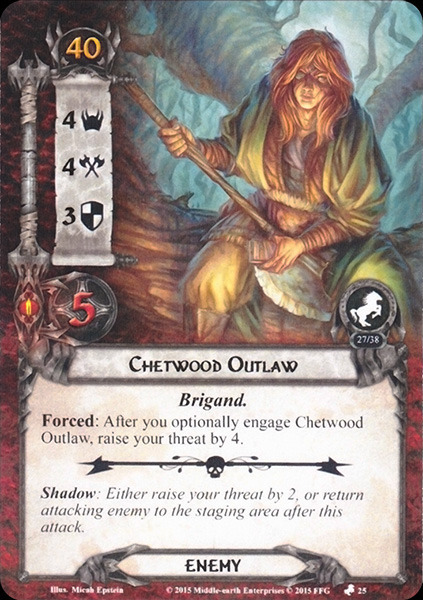 40
4
4
3
5
27/38
Chetwood Outlaw
Brigand.
Forced: After you optionally engage Chetwood
Outlaw, raise your threat by 4.
Shadow: Either raise your threat by 2, or return
attacking enemy to the staging area after this
attack.
ENEMY
Illus. Micah Epstein © 2015 Middle-earth Enterprises © 2015 FFG 25